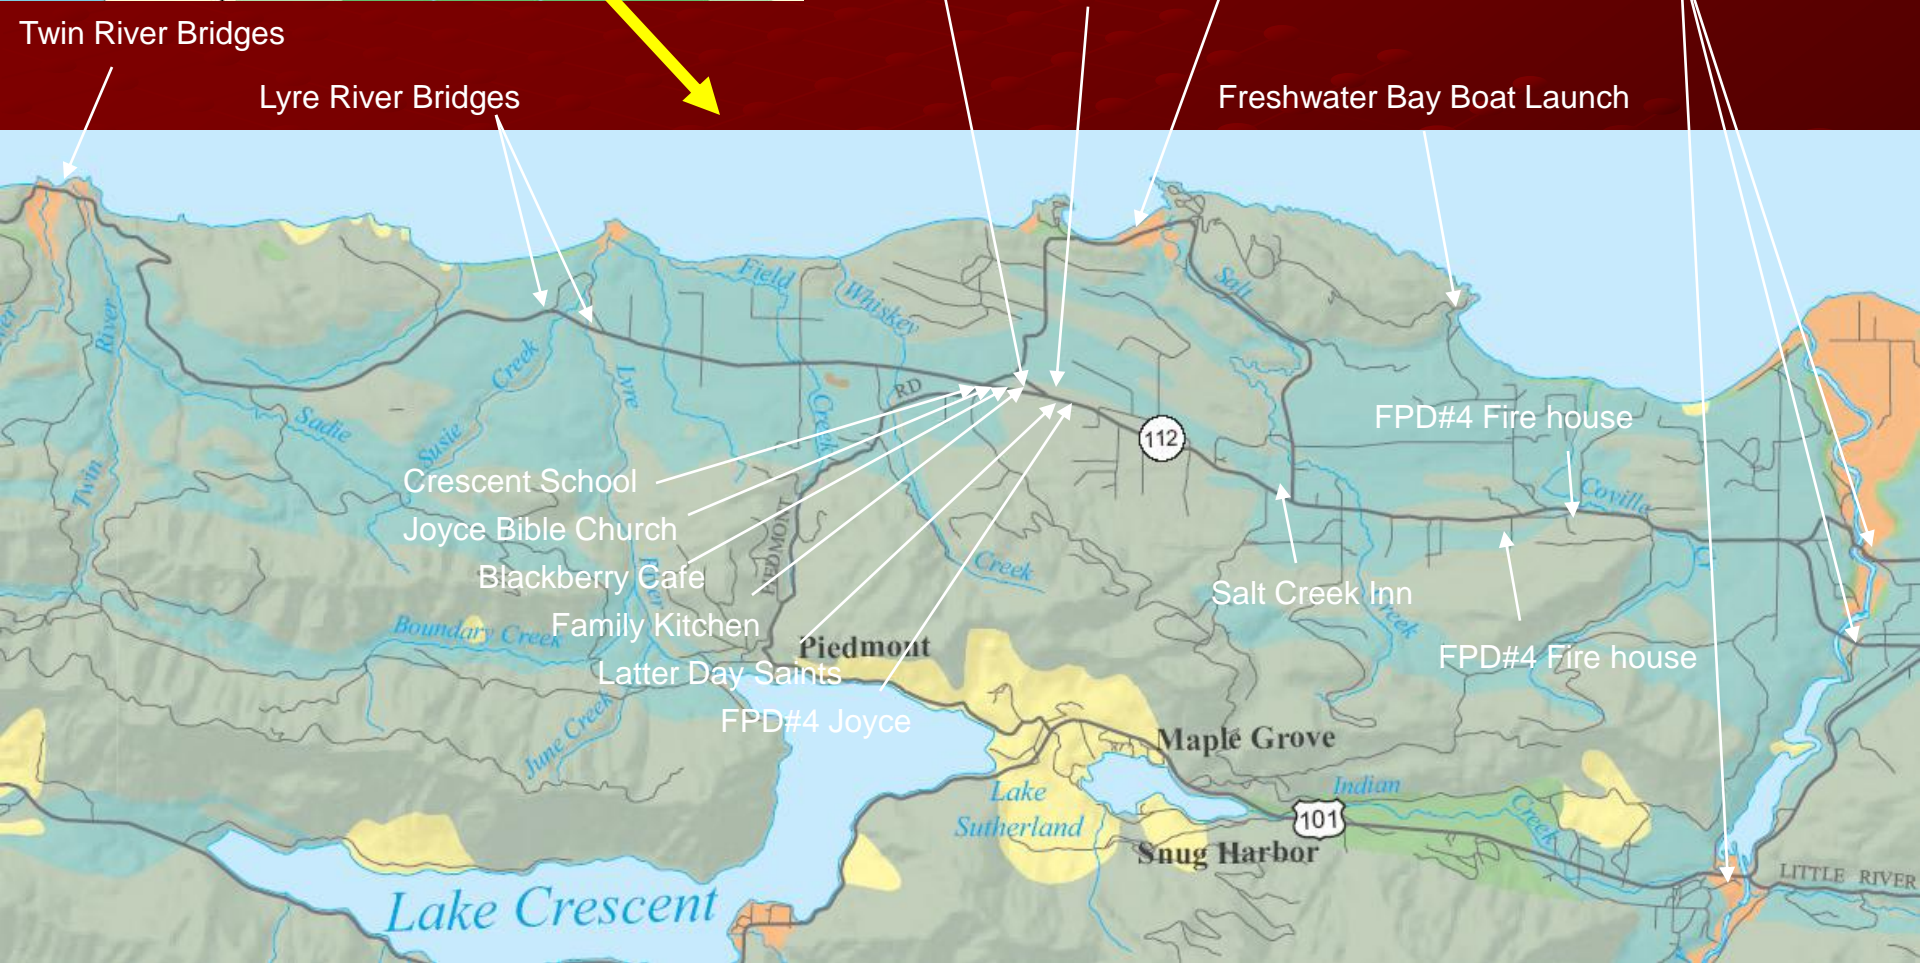 Twin River Bridges
Lyre River Bridges
Freshwater Bay Boat Launch
Field
Whiskey
Salt
River
Creek
Lyre
RD
Creek
Sadie
Susie
112
FPD#4 Fire house
Twin
Crescent School
Coville
Joyce Bible Church
Creek
Blackberry Cafe
Salt Creek Inn
Creek
Boundary Creek
Family Kitchen
Piedmont
FPD#4 Fire house
Latter Day Saints
June Creek
FPD#4 Joyce
Maple Grove
Lake
Sutherland
Indian
Creek
101
Snug Harbor
Lake Crescent
LITTLE RIVER